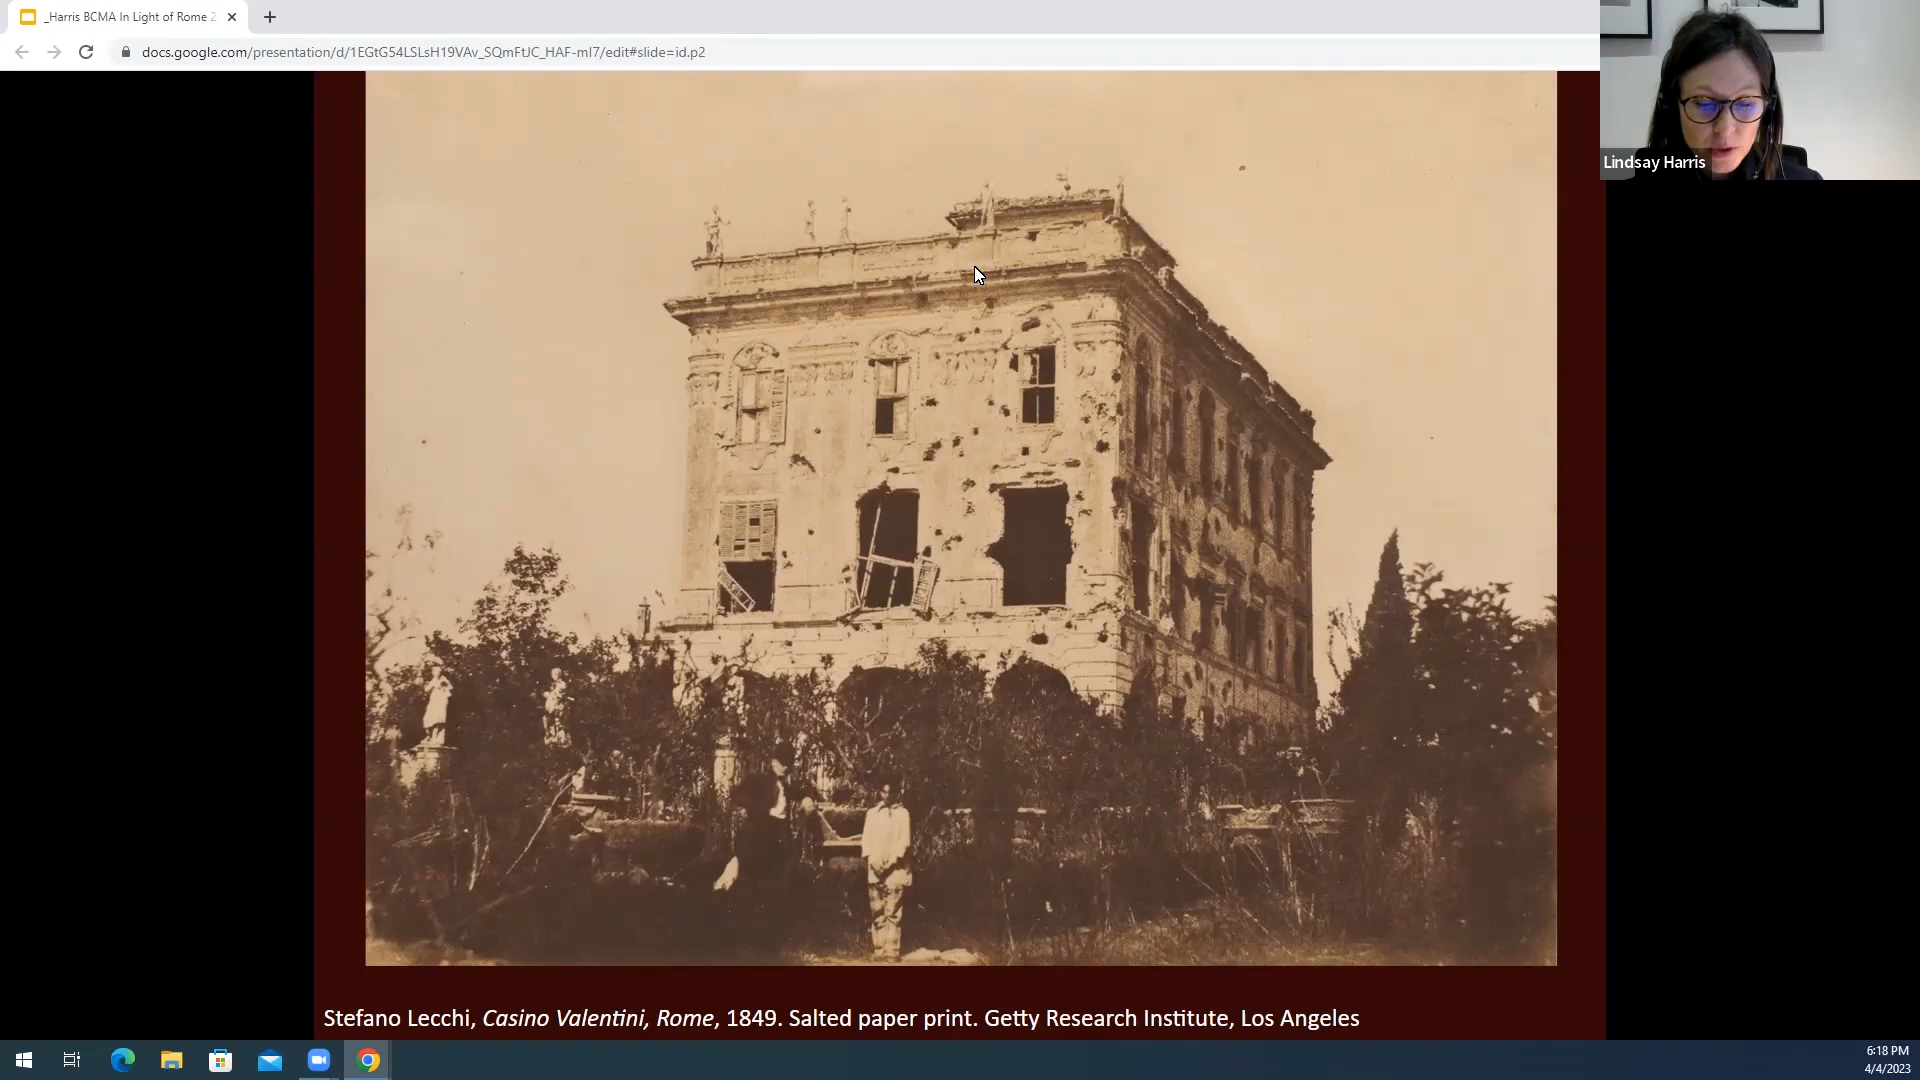 _Harris BCMA In Light of Rome 2
docs.google.com/presentation/d/1EGtG54LSLsH19VAv_SQmFtJC_HAF-mI7/edit#slide=id.p2
Lindsay Harris
Stefano Lecchi, Casino Valentini, Rome, 1849. Salted paper print. Getty Research Institute, Los Angeles
6:18 PM
4/4/2023